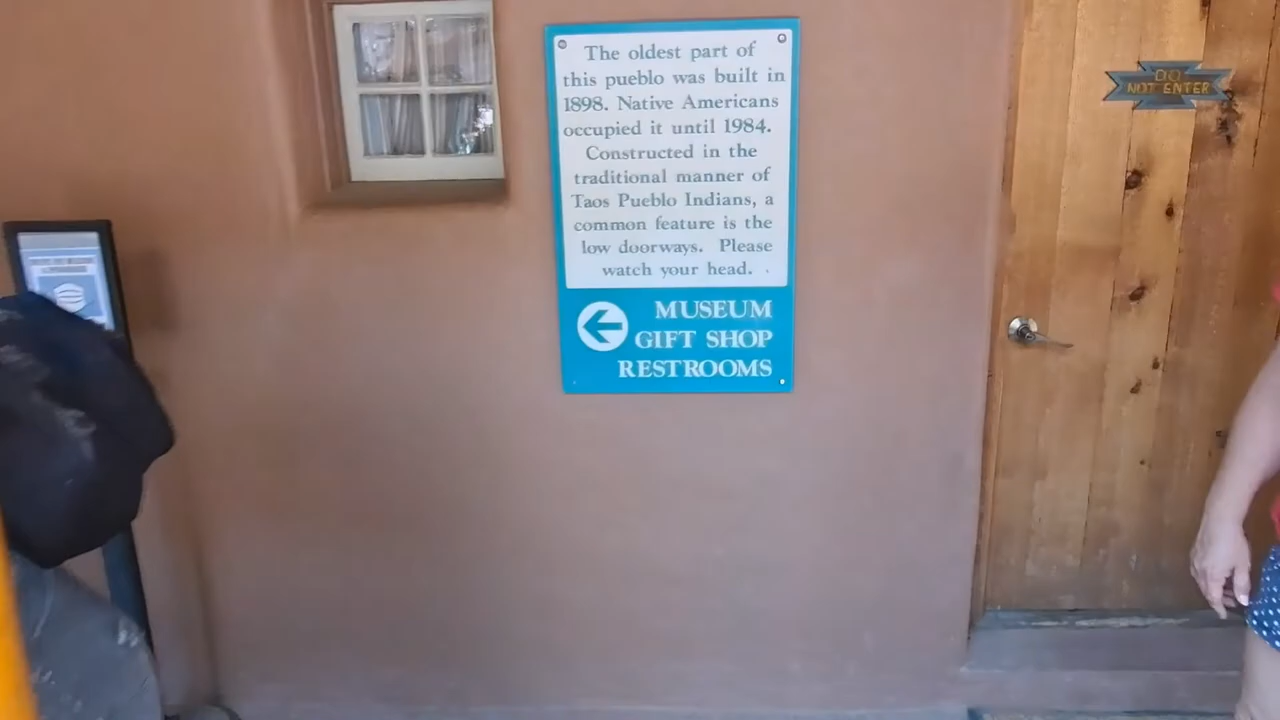 The oldest part of
this pueblo was built in
1898. Native Americans
occupied it until 1984.
Constructed in the
traditional manner of
Taos Pueblo Indians, a
common feature is the
low doorways. Please
watch your head.
MUSEUM
GIFT SHOP
RESTROOMS
DO
NOT ENTER